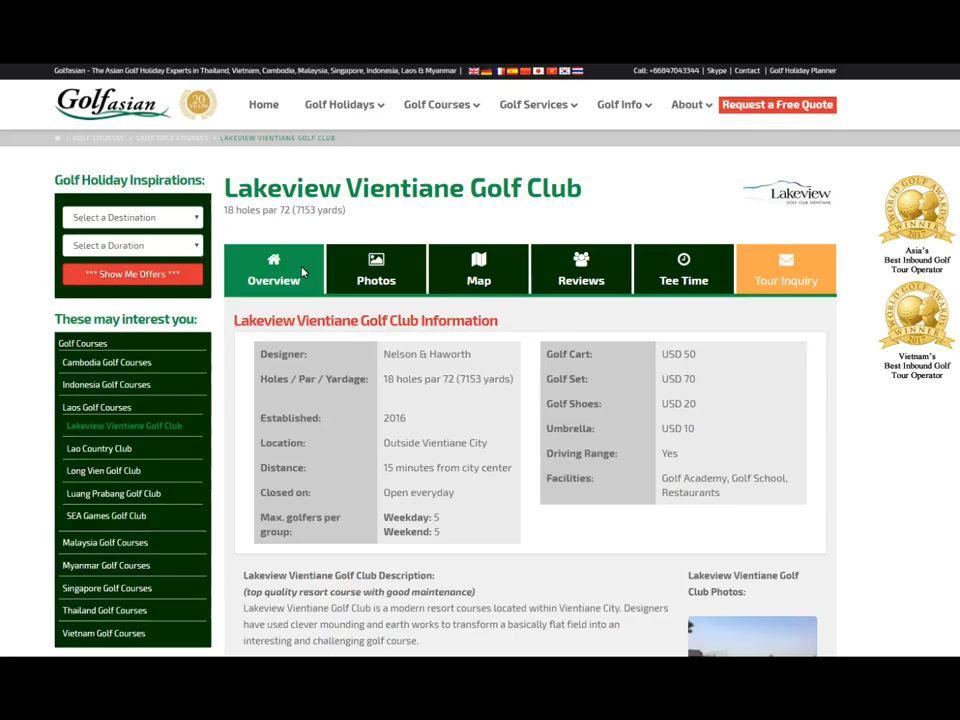 Golfasian - The Asian Golf Holiday Experts in Thailand, Vietnam, Cambodia, Malaysia, Singapore, Indonesia, Laos & Myanmar |
Call: +66847043344 | Skype | Contact | Golf Holiday Planner
Golfasian
20
YEARS
Home Golf Holidays Golf Courses Golf Services Golf Info About Request a Free Quote
> GOLF COURSES > LAOS GOLF COURSES > LAKEVIEW VIENTIANE GOLF CLUB
Golf Holiday Inspirations:
Select a Destination
Select a Duration
*** Show Me Offers ***
These may interest you:
Golf Courses
Cambodia Golf Courses
Indonesia Golf Courses
Laos Golf Courses
Lakeview Vientiane Golf Club
Lao Country Club
Long Vien Golf Club
Luang Prabang Golf Club
SEA Games Golf Club
Malaysia Golf Courses
Myanmar Golf Courses
Singapore Golf Courses
Thailand Golf Courses
Vietnam Golf Courses
Lakeview Vientiane Golf Club
18 holes par 72 (7153 yards)
Lakeview
GOLF CLUB VIENTIANE
Overview Photos Map Reviews Tee Time Tour Inquiry
Lakeview Vientiane Golf Club Information
Designer: Nelson & Haworth
Holes / Par / Yardage: 18 holes par 72 (7153 yards)
Established: 2016
Location: Outside Vientiane City
Distance: 15 minutes from city center
Closed on: Open everyday
Max. golfers per Weekday: 5
group: Weekend: 5
Golf Cart: USD 50
Golf Set: USD 70
Golf Shoes: USD 20
Umbrella: USD 10
Driving Range: Yes
Facilities: Golf Academy, Golf School,
Restaurants
Lakeview Vientiane Golf Club Description:
(top quality resort course with good maintenance)
Lakeview Vientiane Golf Club is a modern resort courses located within Vientiane City. Designers
have used clever mounding and earth works to transform a basically flat field into an
interesting and challenging golf course.
Lakeview Vientiane Golf
Club Photos:
WORLD GOLF AWARDS
WINNER
2017
Asia's
Best Inbound Golf
Tour Operator
WORLD GOLF AWARDS
WINNER
2017
Vietnam's
Best Inbound Golf
Tour Operator